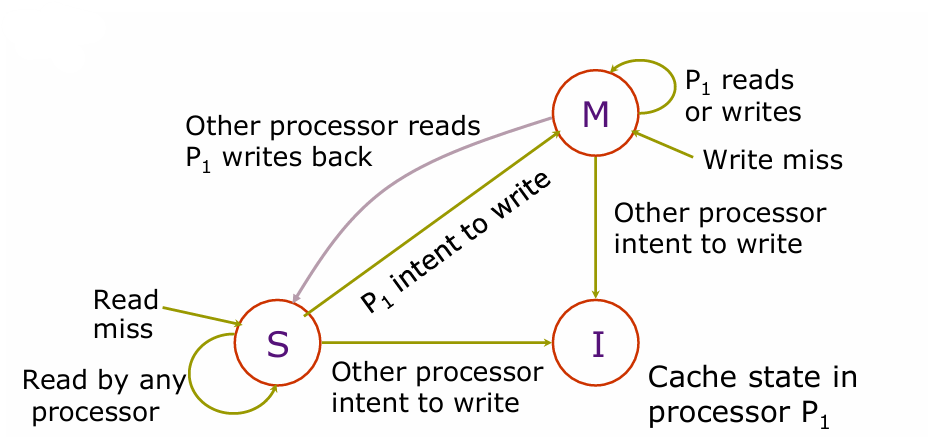 M
P₁ reads
or writes
Other processor reads
P₁ writes back
Write miss
P₁ intent to write
Other processor
intent to write
Read
miss
S
I
Read by any
processor
Other processor
intent to write
Cache state in
processor P₁